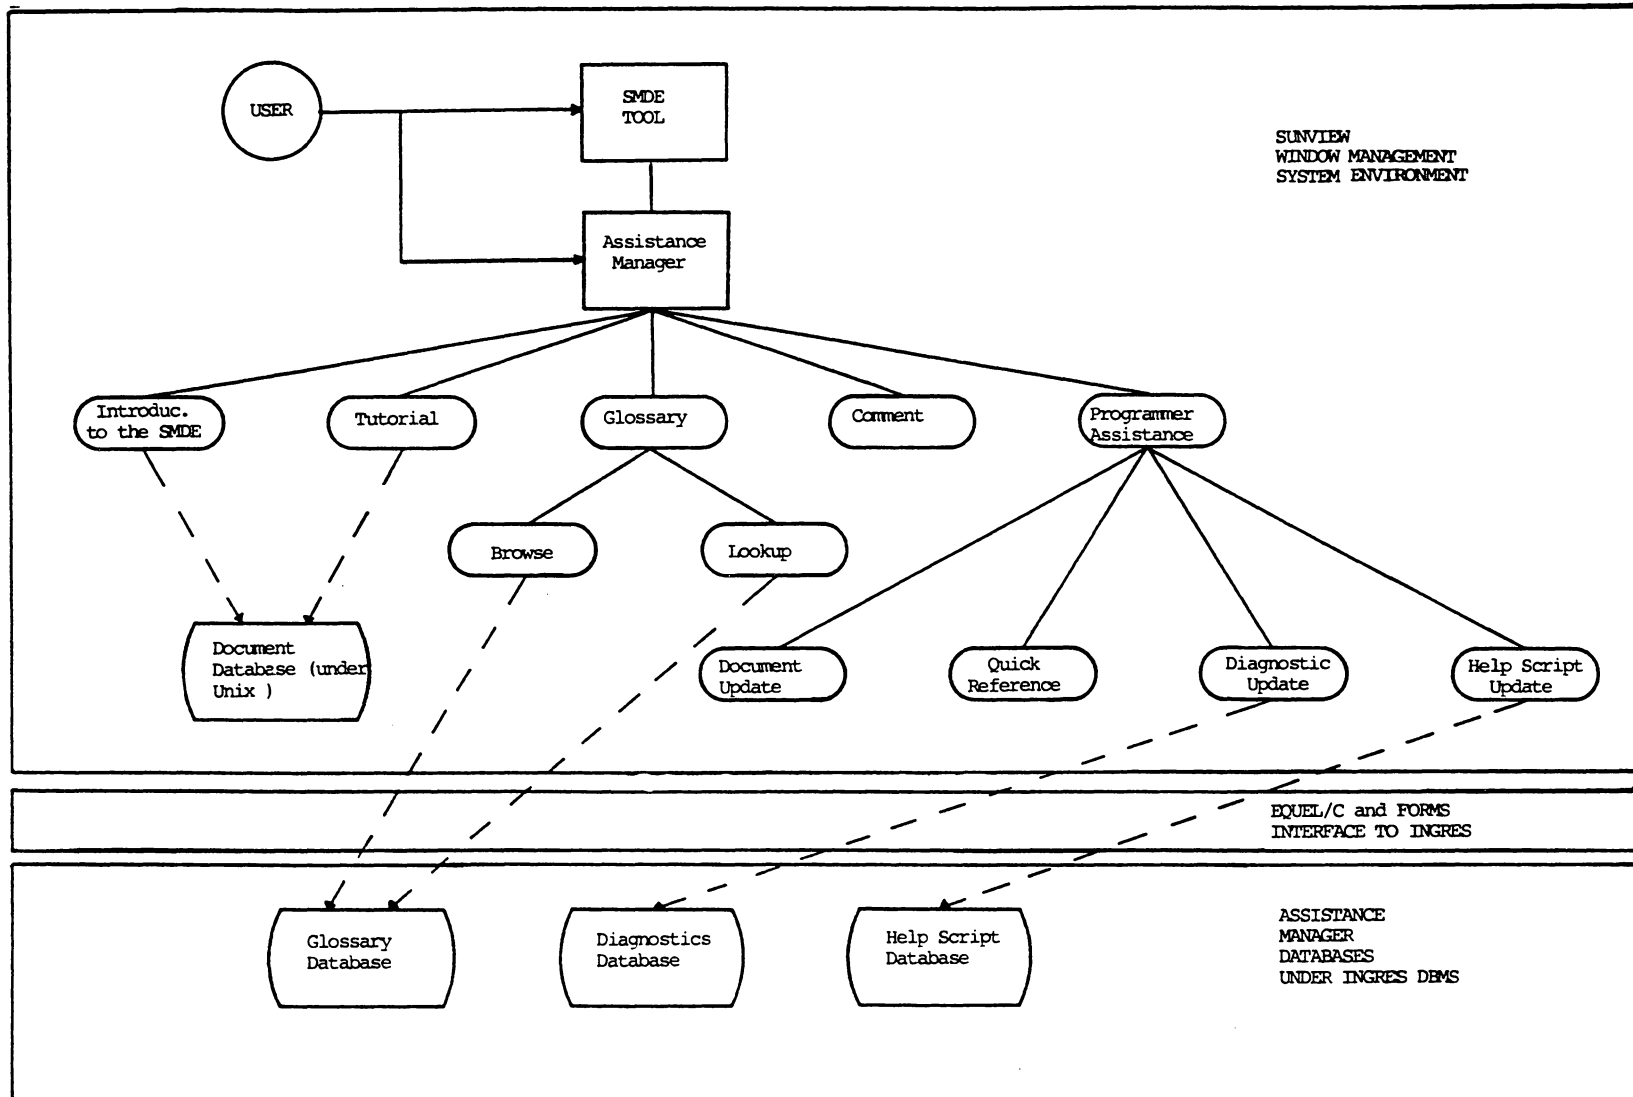 USER
SMDE
TOOL
SUNVIEW
WINDOW MANAGEMENT
SYSTEM ENVIRONMENT
Assistance
Manager
Introduc.
to the SMDE
Tutorial
Glossary
Comment
Programmer
Assistance
Browse
Lookup
Document
Database (under
Unix )
Document
Update
Quick
Reference
Diagnostic
Update
Help Script
Update
EQUEL/C and FORMS
INTERFACE TO INGRES
Glossary
Database
Diagnostics
Database
Help Script
Database
ASSISTANCE
MANAGER
DATABASES
UNDER INGRES DBMS